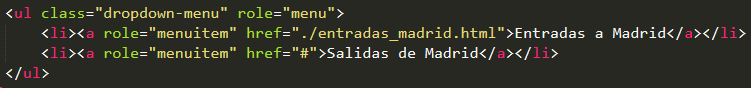 <ul class="dropdown-menu" role="menu">
<li><a role="menuitem" href="./entradas_madrid.html">Entradas a Madrid</a></li>
<li><a role="menuitem" href="#">Salidas de Madrid</a></li>
</ul>